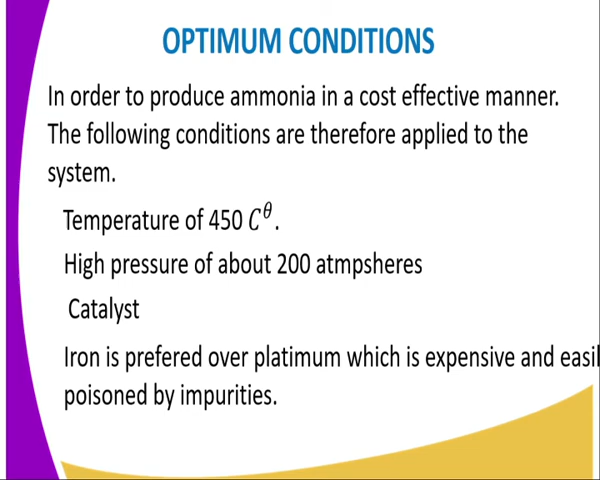 OPTIMUM CONDITIONS
In order to produce ammonia in a cost effective manner.
The following conditions are therefore applied to the
system.
Temperature of 450 C^θ.
High pressure of about 200 atmpsheres
Catalyst
Iron is prefered over platimum which is expensive and easil
poisoned by impurities.